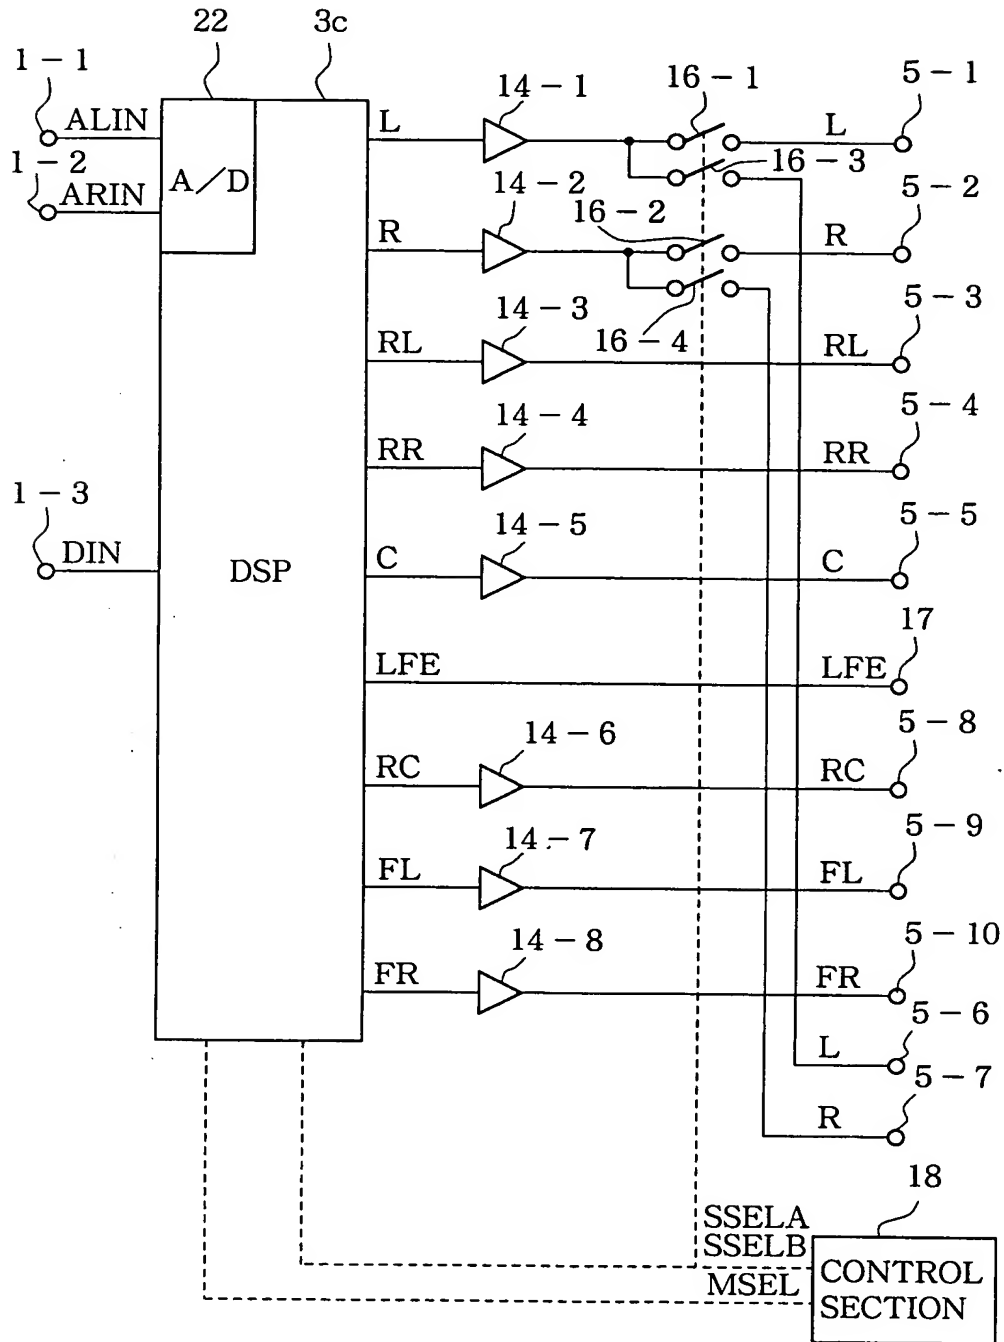 22
3c
1-1
ALIN
1-2
ARIN
A/D
L
14-1
16-1
L
5-1
16-3
R
14-2
16-2
R
5-2
16-4
RL
14-3
RL
5-3
RR
14-4
RR
5-4
1-3
DIN
DSP
C
14-5
C
5-5
LFE
LFE
17
RC
14-6
RC
5-8
FL
14-7
FL
5-9
FR
14-8
FR
5-10
L
5-6
R
5-7
18
SSELA
SSELB
MSEL
CONTROL
SECTION